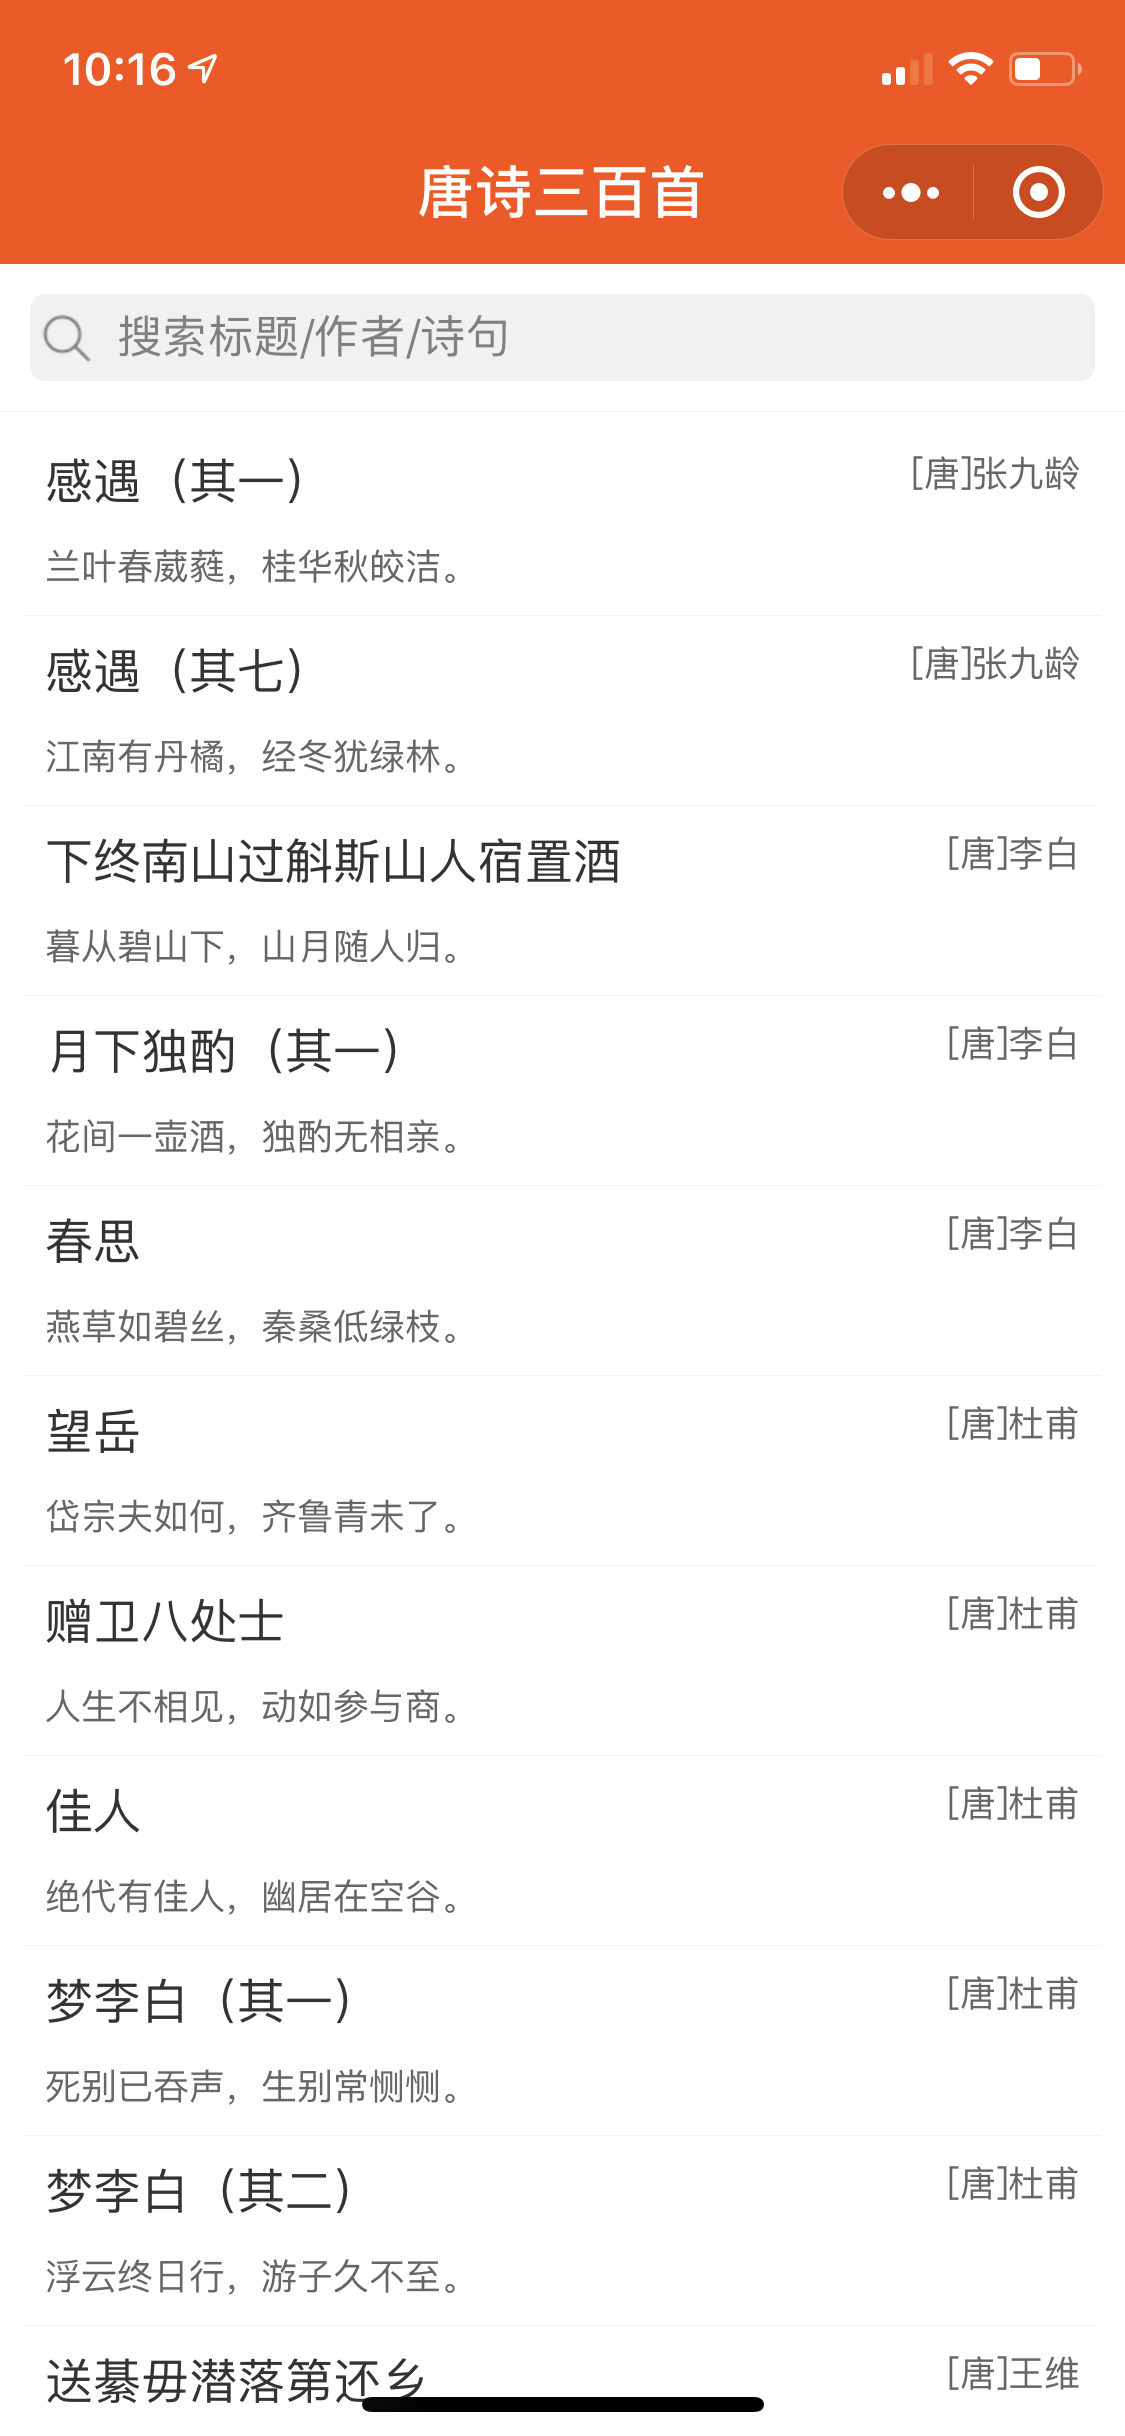 10:16
唐诗三百首
搜索标题/作者/诗句
感遇（其一）
[唐]张九龄
兰叶春葳蕤，桂华秋皎洁。
感遇（其七）
[唐]张九龄
江南有丹橘，经冬犹绿林。
下终南山过斛斯山人宿置酒
[唐]李白
暮从碧山下，山月随人归。
月下独酌（其一）
[唐]李白
花间一壶酒，独酌无相亲。
春思
[唐]李白
燕草如碧丝，秦桑低绿枝。
望岳
[唐]杜甫
岱宗夫如何，齐鲁青未了。
赠卫八处士
[唐]杜甫
人生不相见，动如参与商。
佳人
[唐]杜甫
绝代有佳人，幽居在空谷。
梦李白（其一）
[唐]杜甫
死别已吞声，生别常恻恻。
梦李白（其二）
[唐]杜甫
浮云终日行，游子久不至。
送綦毋潜落第还乡
[唐]王维